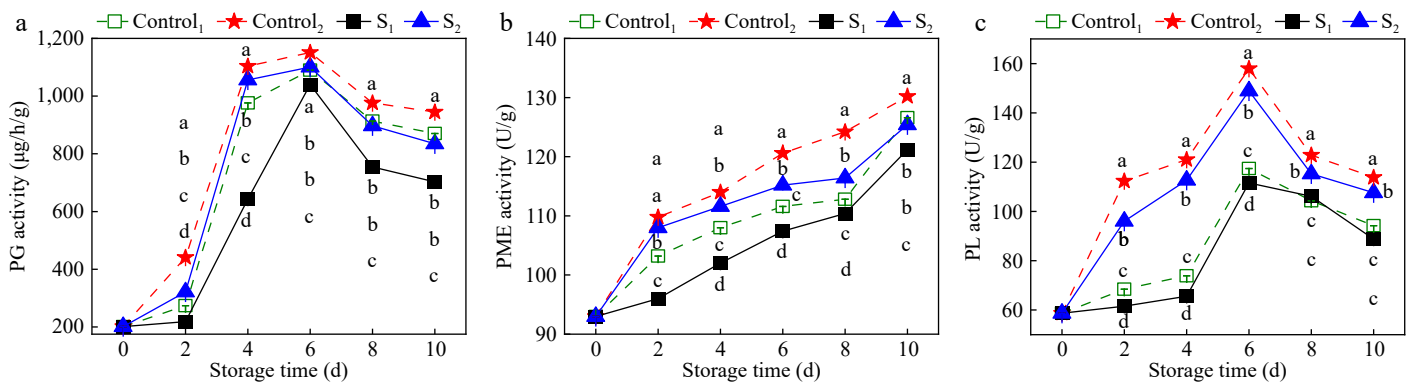 a
Control1 Control2 S1 S2
1,200
1,000
800
600
400
200
PG activity (μg/h/g)
a
b
c
d
a
b
c
d
a
b
b
c
a
b
b
c
a
b
b
c
0 2 4 6 8 10
Storage time (d)
b
Control1 Control2 S1 S2
140
130
120
110
100
90
PME activity (U/g)
a
a
b
c
a
b
c
d
a
b
c
d
a
b
c
d
a
b
b
c
0 2 4 6 8 10
Storage time (d)
c
Control1 Control2 S1 S2
160
140
120
100
80
60
PL activity (U/g)
a
b
c
d
a
b
c
d
a
b
c
d
a
b
c
c
a
b
c
c
0 2 4 6 8 10
Storage time (d)